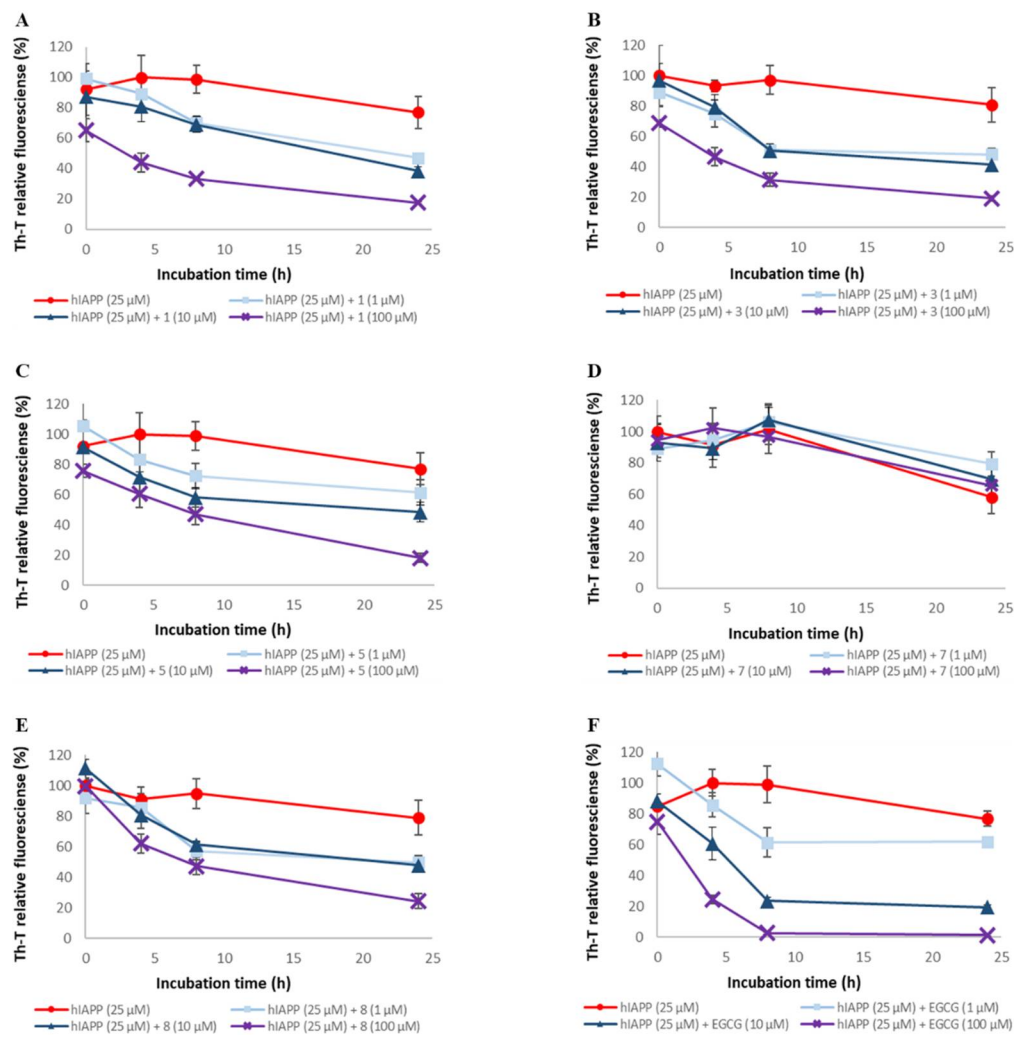 A
Th-T relative fluoresciense (%)
120
100
80
60
40
20
0
0 5 10 15 20 25
Incubation time (h)
hIAPP (25 µM) hIAPP (25 µM) + 1 (1 µM)
hIAPP (25 µM) + 1 (10 µM) hIAPP (25 µM) + 1 (100 µM)
B
Th-T relative fluoresciense (%)
120
100
80
60
40
20
0
0 5 10 15 20 25
Incubation time (h)
hIAPP (25 µM) hIAPP (25 µM) + 3 (1 µM)
hIAPP (25 µM) + 3 (10 µM) hIAPP (25 µM) + 3 (100 µM)
C
Th-T relative fluoresciense (%)
120
100
80
60
40
20
0
0 5 10 15 20 25
Incubation time (h)
hIAPP (25 µM) hIAPP (25 µM) + 5 (1 µM)
hIAPP (25 µM) + 5 (10 µM) hIAPP (25 µM) + 5 (100 µM)
D
Th-T relative fluoresciense (%)
120
100
80
60
40
20
0
0 5 10 15 20 25
Incubation time (h)
hIAPP (25 µM) hIAPP (25 µM) + 7 (1 µM)
hIAPP (25 µM) + 7 (10 µM) hIAPP (25 µM) + 7 (100 µM)
E
Th-T relative fluoresciense (%)
120
100
80
60
40
20
0
0 5 10 15 20 25
Incubation time (h)
hIAPP (25 µM) hIAPP (25 µM) + 8 (1 µM)
hIAPP (25 µM) + 8 (10 µM) hIAPP (25 µM) + 8 (100 µM)
F
Th-T relative fluoresciense (%)
120
100
80
60
40
20
0
0 5 10 15 20 25
Incubation time (h)
hIAPP (25 µM) hIAPP (25 µM) + EGCG (1 µM)
hIAPP (25 µM) + EGCG (10 µM) hIAPP (25 µM) + EGCG (100 µM)